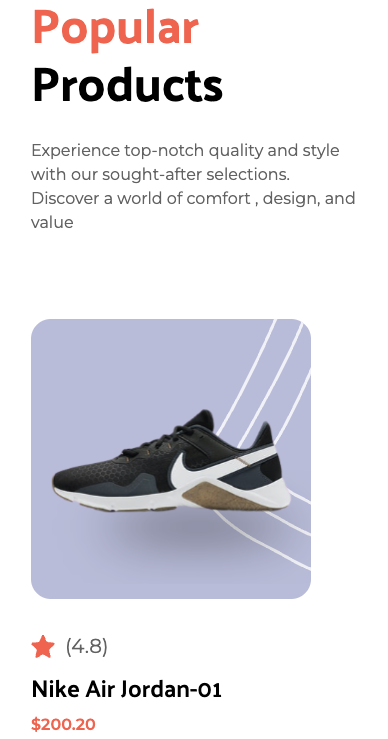 Popular
Products
Experience top-notch quality and style
with our sought-after selections.
Discover a world of comfort , design, and
value
(4.8)
Nike Air Jordan-01
$200.20